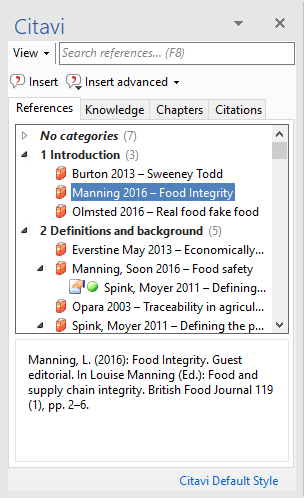 Citavi
View
Search references... (F8)
Insert Insert advanced
References Knowledge Chapters Citations
No categories (7)
1 Introduction (3)
Burton 2013 – Sweeney Todd
Manning 2016 – Food Integrity
Olmsted 2016 – Real food fake food
2 Definitions and background (5)
Everstine May 2013 – Economically...
Manning, Soon 2016 – Food safety
Spink, Moyer 2011 – Defining...
Opara 2003 – Traceability in agricul...
Spink, Moyer 2011 – Defining the p...
Manning, L. (2016): Food Integrity. Guest
editorial. In Louise Manning (Ed.): Food and
supply chain integrity. British Food Journal 119
(1), pp. 2–6.
Citavi Default Style